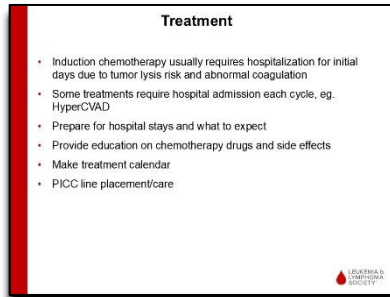 Treatment
• Induction chemotherapy usually requires hospitalization for initial
days due to tumor lysis risk and abnormal coagulation
• Some treatments require hospital admission each cycle, eg.
HyperCVAD
• Prepare for hospital stays and what to expect
• Provide education on chemotherapy drugs and side effects
• Make treatment calendar
• PICC line placement/care
LEUKEMIA &
LYMPHOMA
SOCIETY